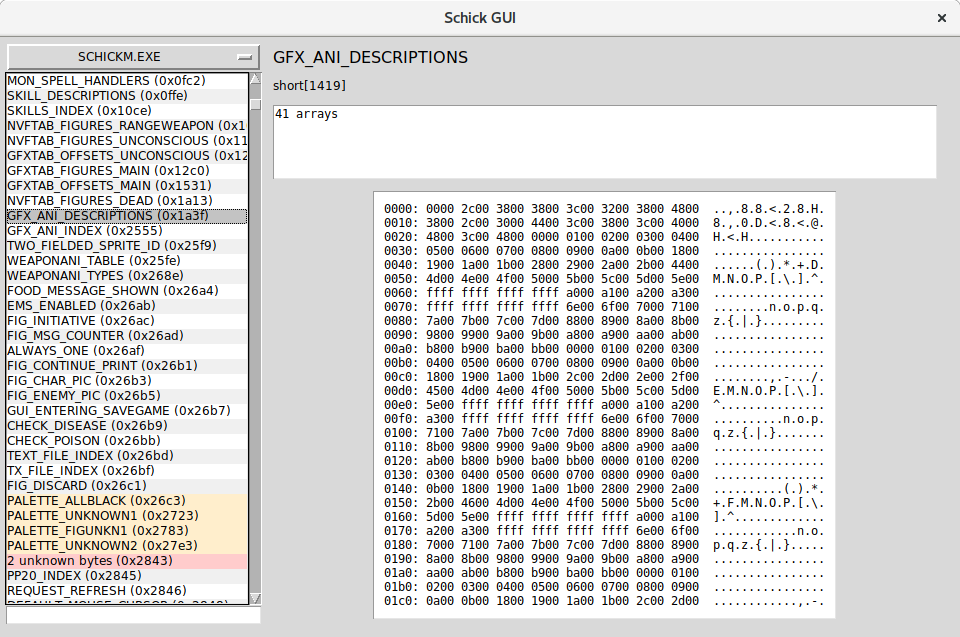 Schick GUI
SCHICKM.EXE
MON_SPELL_HANDLERS (0x0fc2)
SKILL_DESCRIPTIONS (0x0ffe)
SKILLS_INDEX (0x10ce)
NVFTAB_FIGURES_RANGEWEAPON (0x1
NVFTAB_FIGURES_UNCONSCIOUS (0x11
GFXTAB_OFFSETS_UNCONSCIOUS (0x12
GFXTAB_FIGURES_MAIN (0x12c0)
GFXTAB_OFFSETS_MAIN (0x1531)
NVFTAB_FIGURES_DEAD (0x1a13)
GFX_ANI_DESCRIPTIONS (0x1a3f)
GFX_ANI_INDEX (0x2555)
TWO_FIELDED_SPRITE_ID (0x25f9)
WEAPONANI_TABLE (0x25fe)
WEAPONANI_TYPES (0x268e)
FOOD_MESSAGE_SHOWN (0x26a4)
EMS_ENABLED (0x26ab)
FIG_INITIATIVE (0x26ac)
FIG_MSG_COUNTER (0x26ad)
ALWAYS_ONE (0x26af)
FIG_CONTINUE_PRINT (0x26b1)
FIG_CHAR_PIC (0x26b3)
FIG_ENEMY_PIC (0x26b5)
GUI_ENTERING_SAVEGAME (0x26b7)
CHECK_DISEASE (0x26b9)
CHECK_POISON (0x26bb)
TEXT_FILE_INDEX (0x26bd)
TX_FILE_INDEX (0x26bf)
FIG_DISCARD (0x26c1)
PALETTE_ALLBLACK (0x26c3)
PALETTE_UNKNOWN1 (0x2723)
PALETTE_FIGUNKN1 (0x2783)
PALETTE_UNKNOWN2 (0x27e3)
2 unknown bytes (0x2843)
PP20_INDEX (0x2845)
REQUEST_REFRESH (0x2846)
DEFAULT_MOUSE_CURSOR
GFX_ANI_DESCRIPTIONS
short[1419]
41 arrays
0000: 0000 2c00 3800 3800 3c00 3200 3800 4800  ..,.8.8.<.2.8.H.
0010: 3800 2c00 3000 4400 3c00 3800 3c00 4000  8.,.0.D.<.8.<.@.
0020: 4800 3c00 4800 0000 0100 0200 0300 0400  H.<.H...........
0030: 0500 0600 0700 0800 0900 0a00 0b00 1800  ................
0040: 1900 1a00 1b00 2800 2900 2a00 2b00 4400  ......(.).*.+.D.
0050: 4d00 4e00 4f00 5000 5b00 5c00 5d00 5e00  M.N.O.P.[.\.].^.
0060: ffff ffff ffff ffff a000 a100 a200 a300  ................
0070: ffff ffff ffff ffff 6e00 6f00 7000 7100  ........n.o.p.q.
0080: 7a00 7b00 7c00 7d00 8800 8900 8a00 8b00  z.{.|.}.........
0090: 9800 9900 9a00 9b00 a800 a900 aa00 ab00  ................
00a0: b800 b900 ba00 bb00 0000 0100 0200 0300  ................
00b0: 0400 0500 0600 0700 0800 0900 0a00 0b00  ................
00c0: 1800 1900 1a00 1b00 2c00 2d00 2e00 2f00  ........,.-.../.
00d0: 4500 4d00 4e00 4f00 5000 5b00 5c00 5d00  E.M.N.O.P.[.\.].
00e0: 5e00 ffff ffff ffff ffff a000 a100 a200  ^...............
00f0: a300 ffff ffff ffff ffff 6e00 6f00 7000  ..........n.o.p.
0100: 7100 7a00 7b00 7c00 7d00 8800 8900 8a00  q.z.{.|.}.......
0110: 8b00 9800 9900 9a00 9b00 a800 a900 aa00  ................
0120: ab00 b800 b900 ba00 bb00 0000 0100 0200  ................
0130: 0300 0400 0500 0600 0700 0800 0900 0a00  ................
0140: 0b00 1800 1900 1a00 1b00 2800 2900 2a00  ..........(.).*.
0150: 2b00 4600 4d00 4e00 4f00 5000 5b00 5c00  +.F.M.N.O.P.[.\.
0160: 5d00 5e00 ffff ffff ffff ffff a000 a100  ].^.............
0170: a200 a300 ffff ffff ffff ffff 6e00 6f00  ............n.o.
0180: 7000 7100 7a00 7b00 7c00 7d00 8800 8900  p.q.z.{.|.}.....
0190: 8a00 8b00 9800 9900 9a00 9b00 a800 a900  ................
01a0: aa00 ab00 b800 b900 ba00 bb00 0000 0100  ................
01b0: 0200 0300 0400 0500 0600 0700 0800 0900  ................
01c0: 0a00 0b00 1800 1900 1a00 1b00 2c00 2d00  ............,.-.